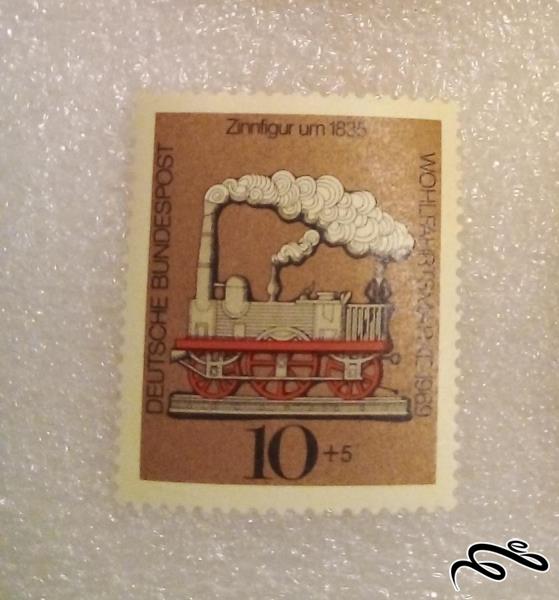 Zinnfigur um 1835
DEUTSCHE BUNDESPOST
WOHLFAHRTSMARKE 1969
10+5